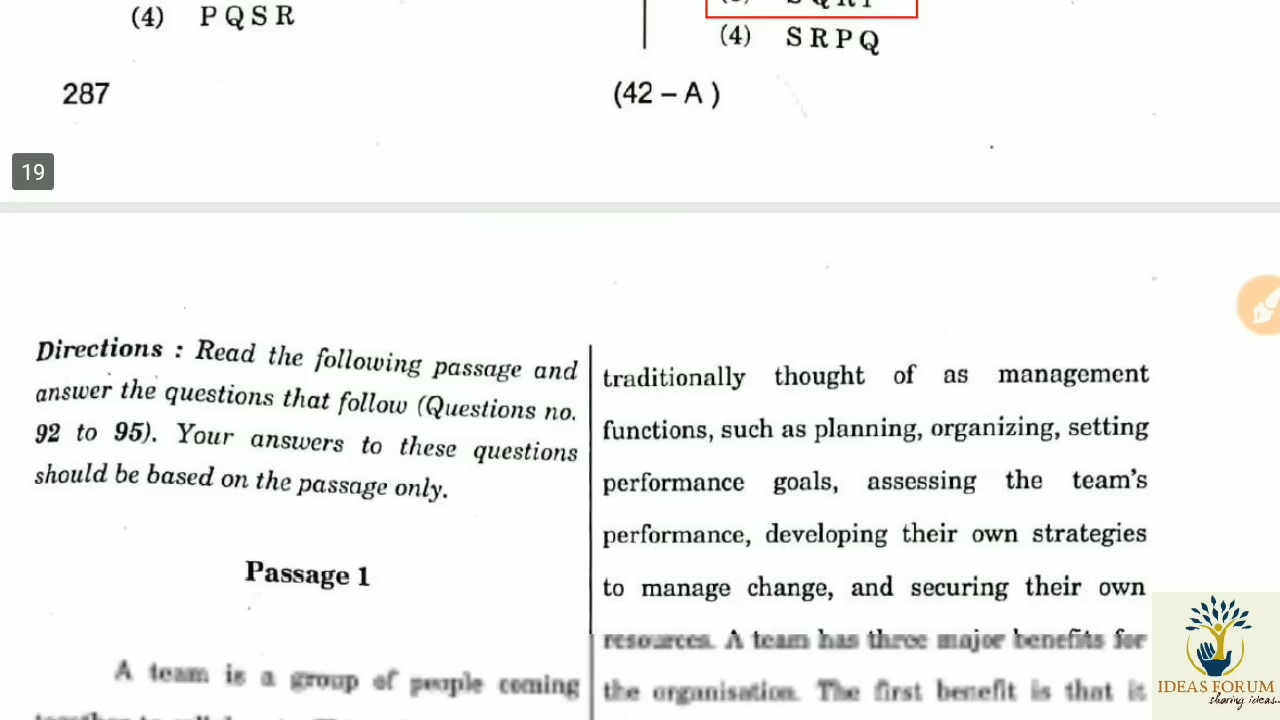 (4) P Q S R
(4) S R P Q
287
(42 – A )
19
Directions : Read the following passage and
answer the questions that follow (Questions no.
92 to 95). Your answers to these questions
should be based on the passage only.
Passage 1
A team is a group of people coming
traditionally thought of as management
functions, such as planning, organizing, setting
performance goals, assessing the team's
performance, developing their own strategies
to manage change, and securing their own
resources. A team has three major benefits for
the organisation. The first benefit is that it
IDEAS FORUM
sharing ideas